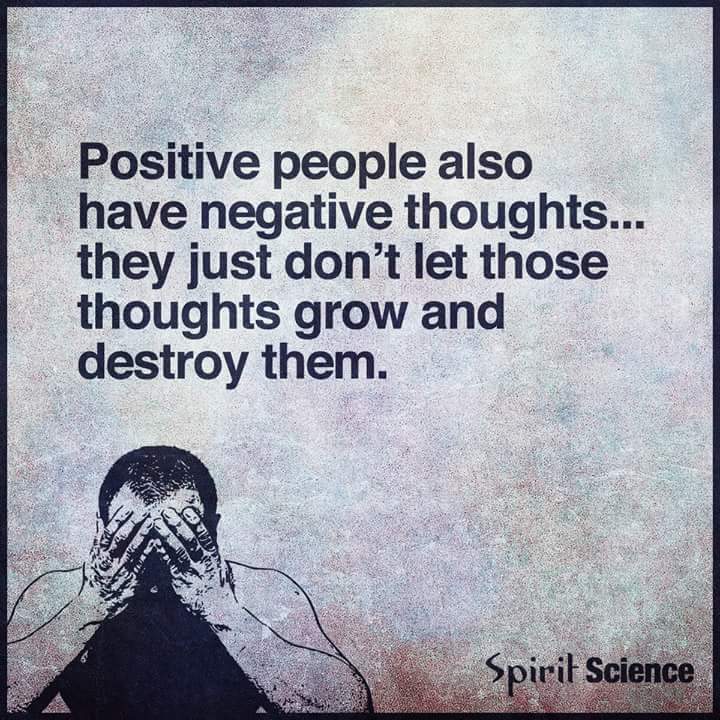 Positive people also
have negative thoughts...
they just don’t let those
thoughts grow and
destroy them.
Spirit Science